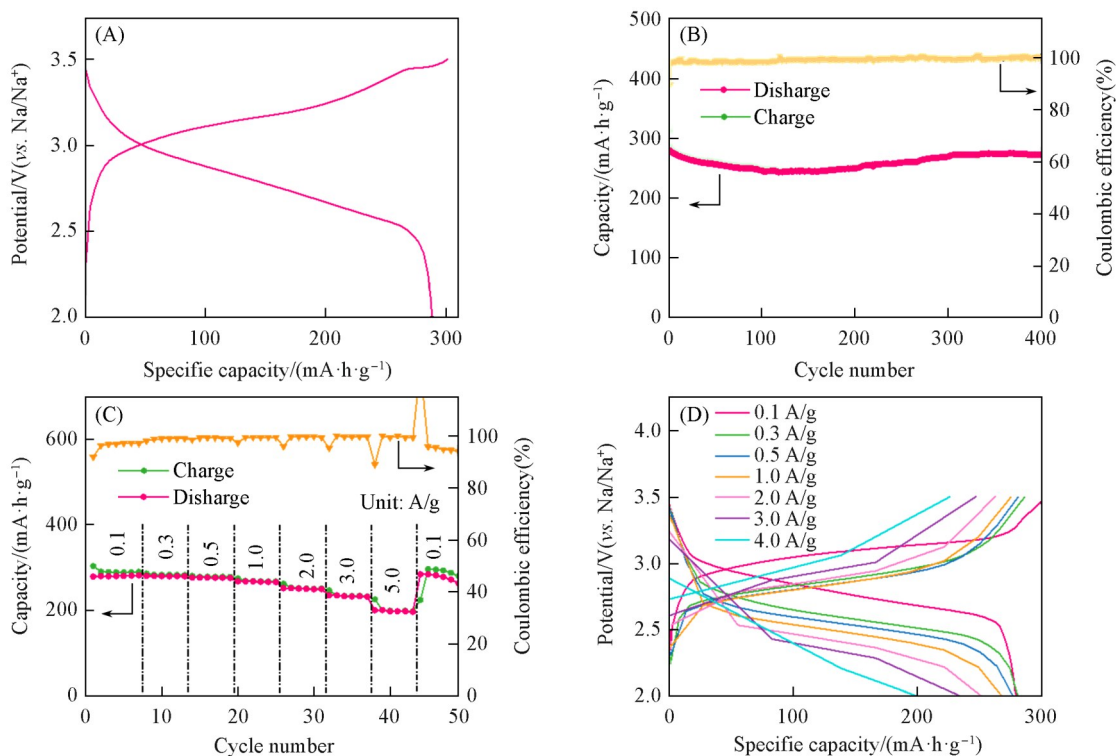 (A)
3.5
3.0
2.5
2.0
Potential/V(vs. Na/Na⁺)
0
100
200
300
Specifie capacity/(mA·h·g⁻¹)
(B)
500
400
300
200
100
0
Capacity/(mA·h·g⁻¹)
Disharge
Charge
100
80
60
40
20
0
Coulombic efficiency(%)
0
100
200
300
400
Cycle number
(C)
600
400
200
0
Capacity/(mA·h·g⁻¹)
Charge
Disharge
Unit: A/g
0.1
0.3
0.5
1.0
2.0
3.0
5.0
0.1
100
80
60
40
20
0
Coulombic efficiency(%)
0
10
20
30
40
50
Cycle number
(D)
0.1 A/g
0.3 A/g
0.5 A/g
1.0 A/g
2.0 A/g
3.0 A/g
4.0 A/g
4.0
3.5
3.0
2.5
2.0
Potential/V(vs. Na/Na⁺)
0
100
200
300
Specifie capacity/(mA·h·g⁻¹)